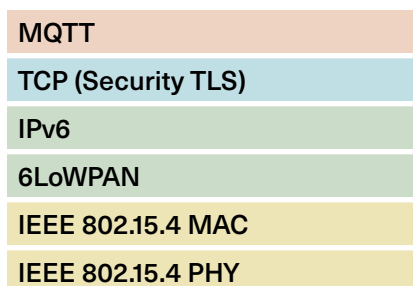 MQTT
TCP (Security TLS)
IPv6
6LoWPAN
IEEE 802.15.4 MAC
IEEE 802.15.4 PHY